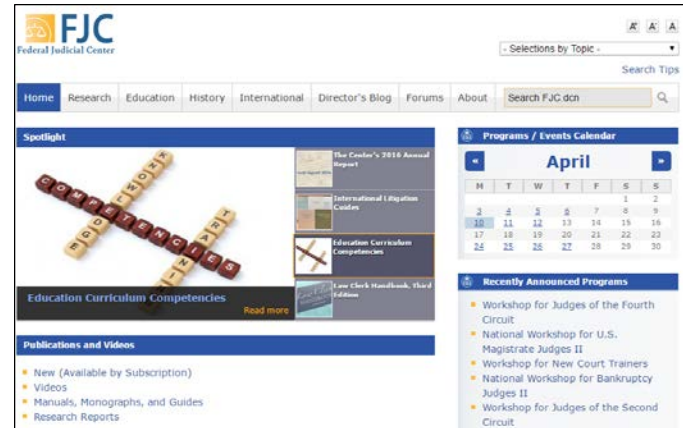 FJC
Federal Judicial Center
A A A
- Selections by Topic -
Search Tips
Home Research Education History International Director's Blog Forums About Search FJC.dcn
Spotlight
COMPETENCIES
KNOWLEDGE
TRAINING
Education Curriculum Competencies
Read more
The Center's 2016 Annual
Report
International Litigation
Guides
Education Curriculum
Competencies
Law Clerk Handbook, Third
Edition
Publications and Videos
New (Available by Subscription)
Videos
Manuals, Monographs, and Guides
Research Reports
Programs / Events Calendar
« April »
M T W T F S S
1 2
3 4 5 6 7 8 9
10 11 12 13 14 15 16
17 18 19 20 21 22 23
24 25 26 27 28 29 30
Recently Announced Programs
Workshop for Judges of the Fourth
Circuit
National Workshop for U.S.
Magistrate Judges II
Workshop for New Court Trainers
National Workshop for Bankruptcy
Judges II
Workshop for Judges of the Second
Circuit